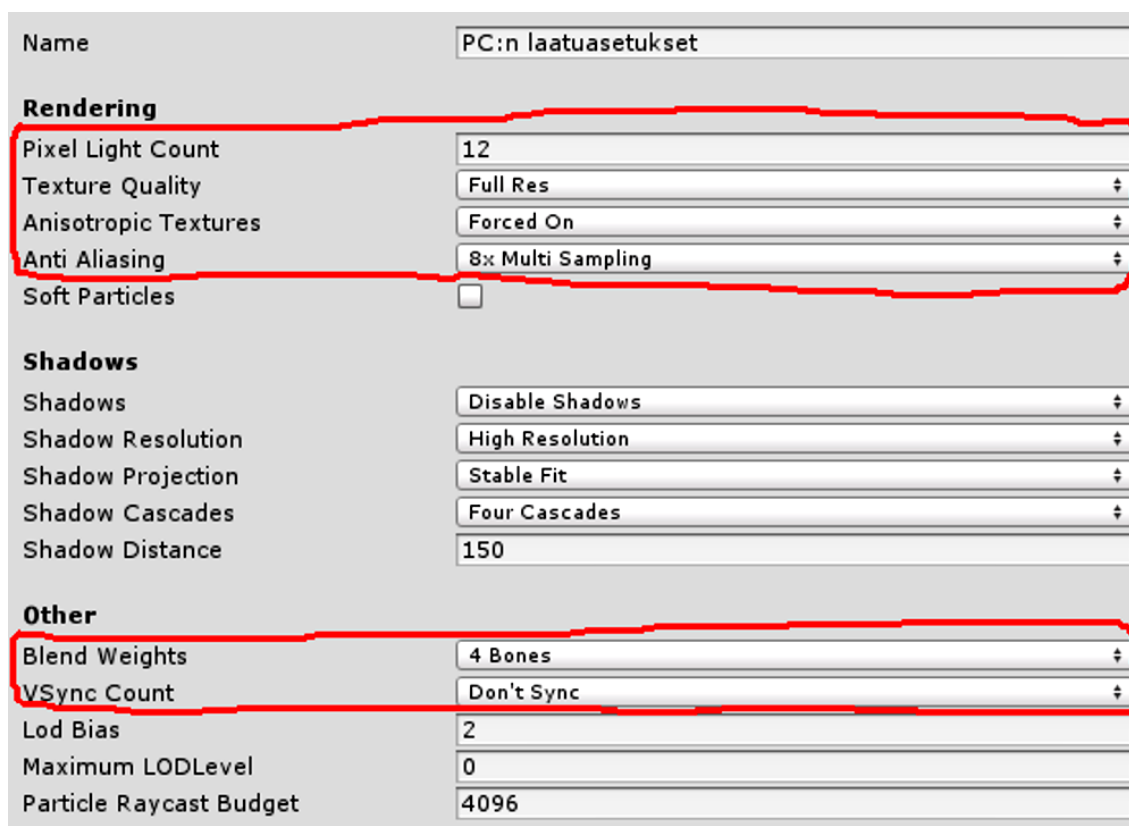 Name PC:n laatuasetukset
Rendering
Pixel Light Count 12
Texture Quality Full Res
Anisotropic Textures Forced On
Anti Aliasing 8x Multi Sampling
Soft Particles
Shadows
Shadows Disable Shadows
Shadow Resolution High Resolution
Shadow Projection Stable Fit
Shadow Cascades Four Cascades
Shadow Distance 150
Other
Blend Weights 4 Bones
VSync Count Don't Sync
Lod Bias 2
Maximum LODLevel 0
Particle Raycast Budget 4096